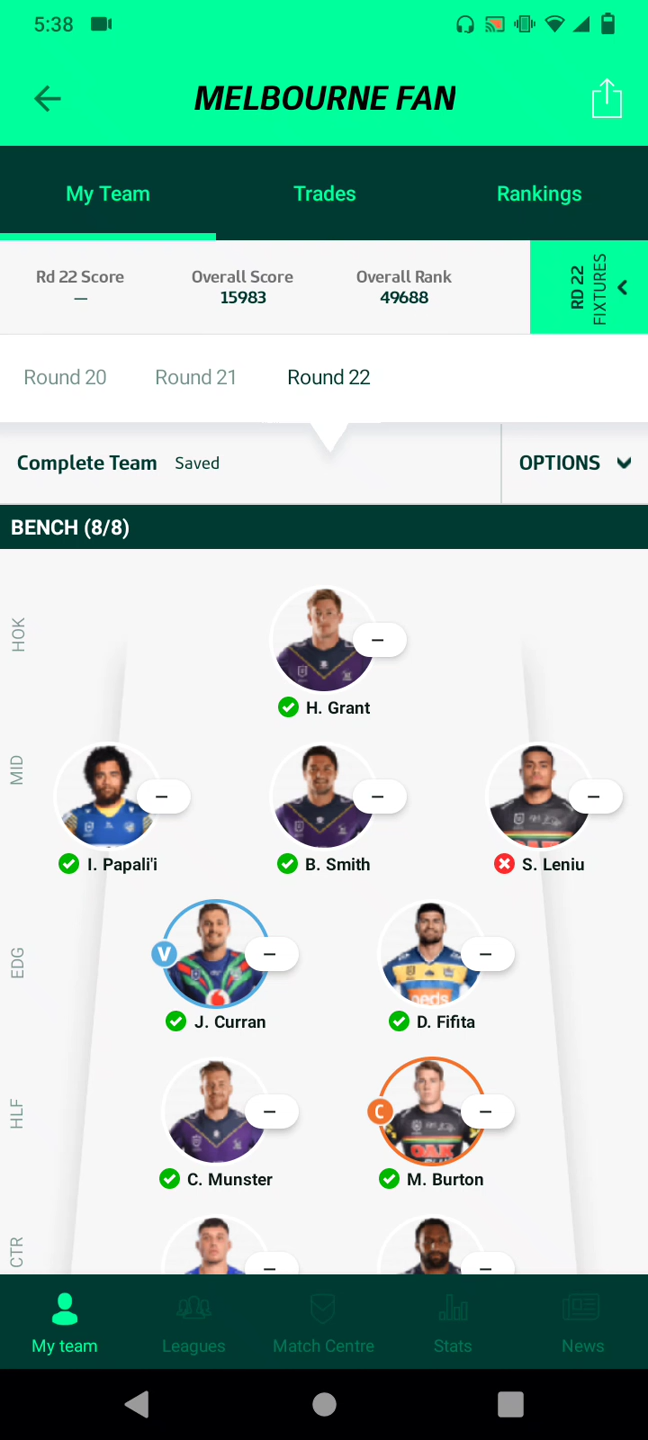 5:38
MELBOURNE FAN
My Team Trades Rankings
Rd 22 Score Overall Score Overall Rank
— 15983 49688
RD 22
FIXTURES
Round 20 Round 21 Round 22
Complete Team Saved OPTIONS
BENCH (8/8)
HOK
–
H. Grant
MID
– – –
I. Papali'i B. Smith S. Leniu
EDG
V – –
J. Curran D. Fifita
HLF
– C –
C. Munster M. Burton
CTR
– –
My team Leagues Match Centre Stats News